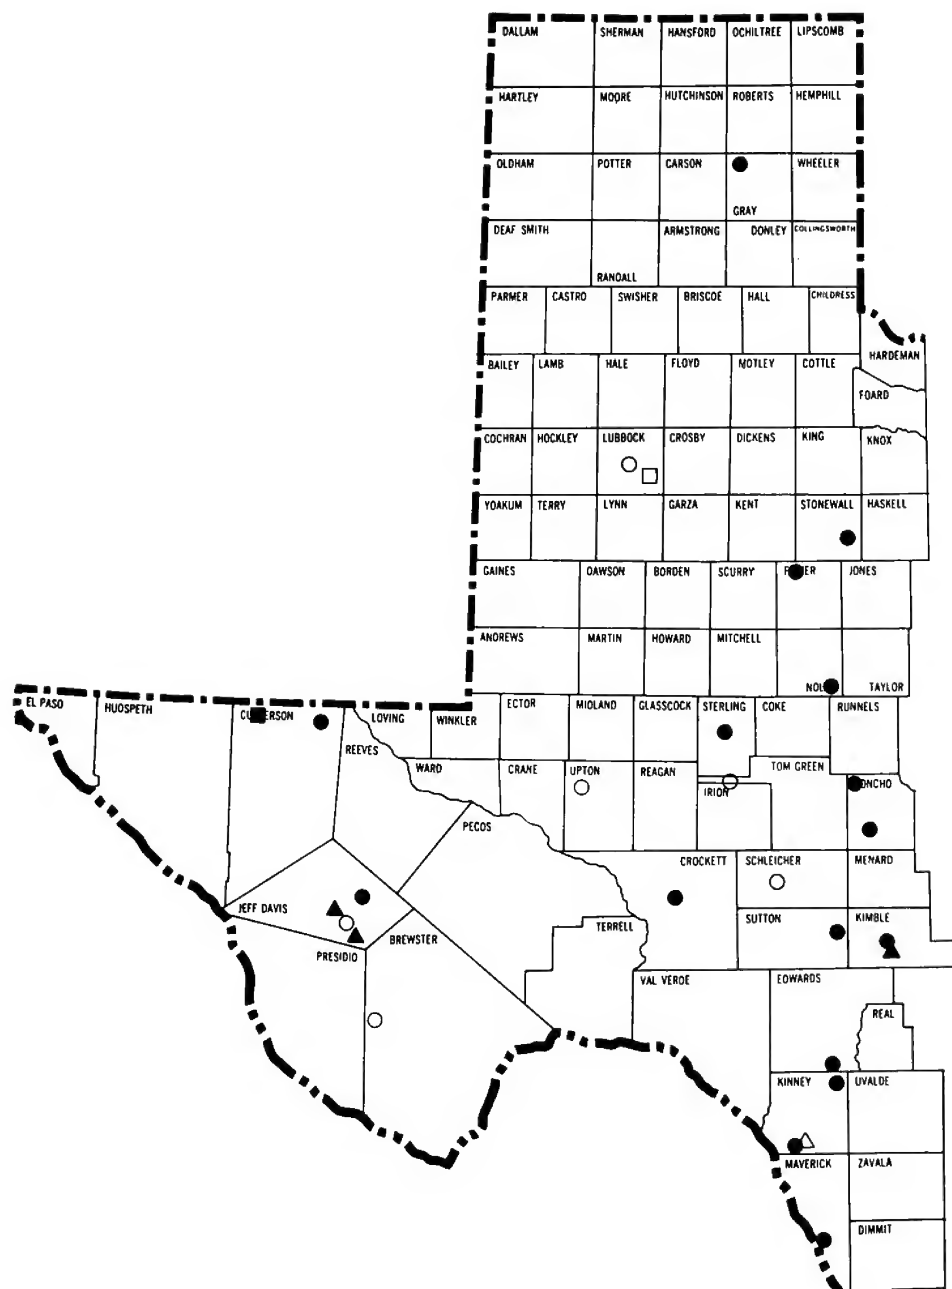 DALLAM SHERMAN HANSFORD OCHILTREE LIPSCOMB
HARTLEY MOORE HUTCHINSON ROBERTS HEMPHILL
OLDHAM POTTER CARSON WHEELER
GRAY
DEAF SMITH ARMSTRONG DONLEY COLLINGSWORTH
RANDALL
PARMER CASTRO SWISHER BRISCOE HALL CHILDRESS
HARDEMAN
BAILEY LAMB HALE FLOYD MOTLEY COTTLE
FOARD
COCHRAN HOCKLEY LUBBOCK CROSBY DICKENS KING KNOX
YOAKUM TERRY LYNN GARZA KENT STONEWALL HASKELL
GAINES DAWSON BORDEN SCURRY JONES
ANDREWS MARTIN HOWARD MITCHELL
TAYLOR
EL PASO HUOSPETH ECTOR MIOLAND GLASSCOCK STERLING COKE RUNNELS
LOVING WINKLER
REEVES
WARD CRANE UPTON REAGAN TOM GREEN
IRION
PECOS
CROCKETT SCHLEICHER MENARD
JEFF DAVIS SUTTON KIMBLE
BREWSTER TERRELL
PRESIDIO
VAL VERDE EOWARDS
REAL
KINNEY UVALDE
MAVERICK ZAVALA
DIMMIT